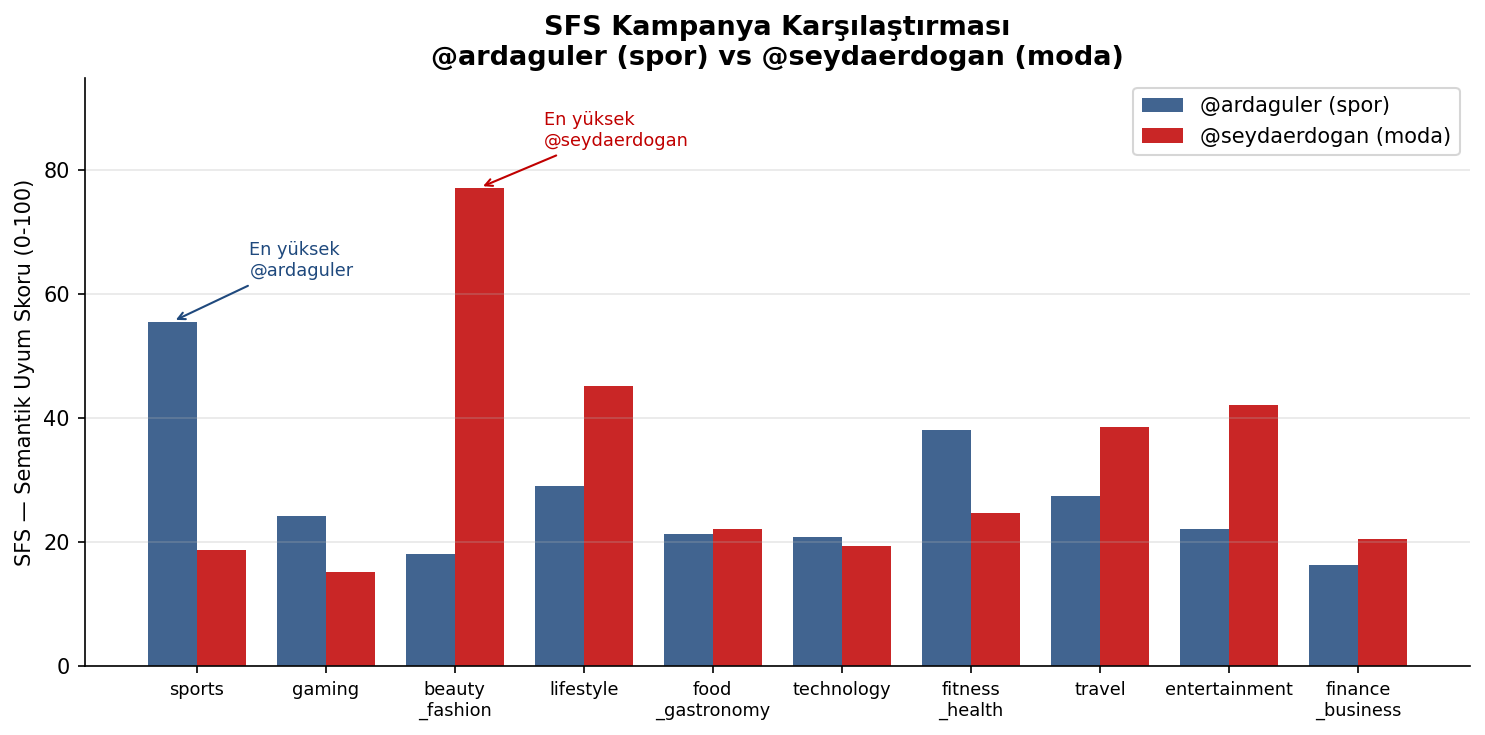 SFS Kampanya Karşılaştırması
@ardaguler (spor) vs @seydaerdogan (moda)
@ardaguler (spor)
@seydaerdogan (moda)
En yüksek
@seydaerdogan
En yüksek
@ardaguler
SFS — Semantik Uyum Skoru (0-100)
80
60
40
20
0
sports
gaming
beauty
_fashion
lifestyle
food
_gastronomy
technology
fitness
_health
travel
entertainment
finance
_business